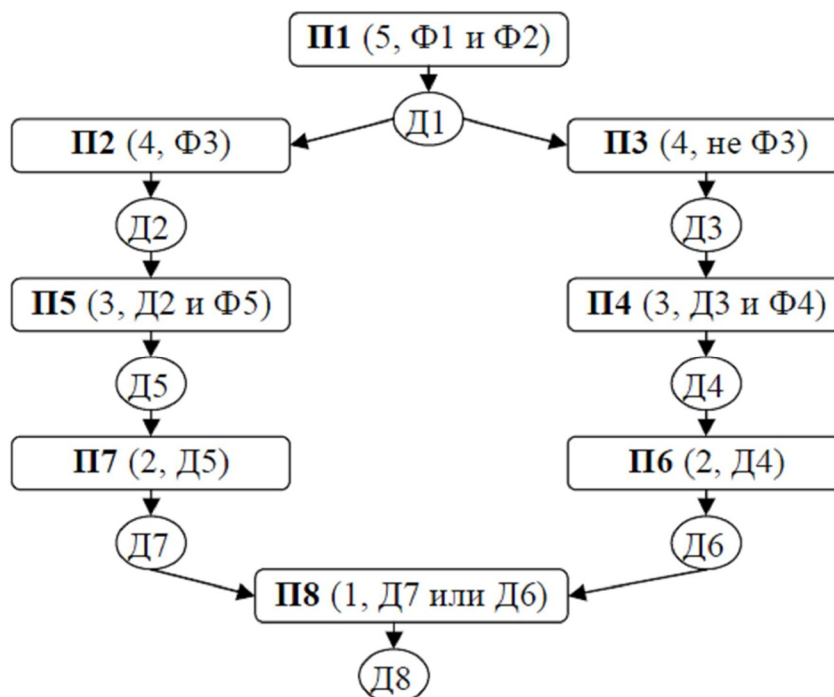 П1 (5, Ф1 и Ф2)
Д1
П2 (4, Ф3)
П3 (4, не Ф3)
Д2
Д3
П5 (3, Д2 и Ф5)
П4 (3, Д3 и Ф4)
Д5
Д4
П7 (2, Д5)
П6 (2, Д4)
Д7
Д6
П8 (1, Д7 или Д6)
Д8